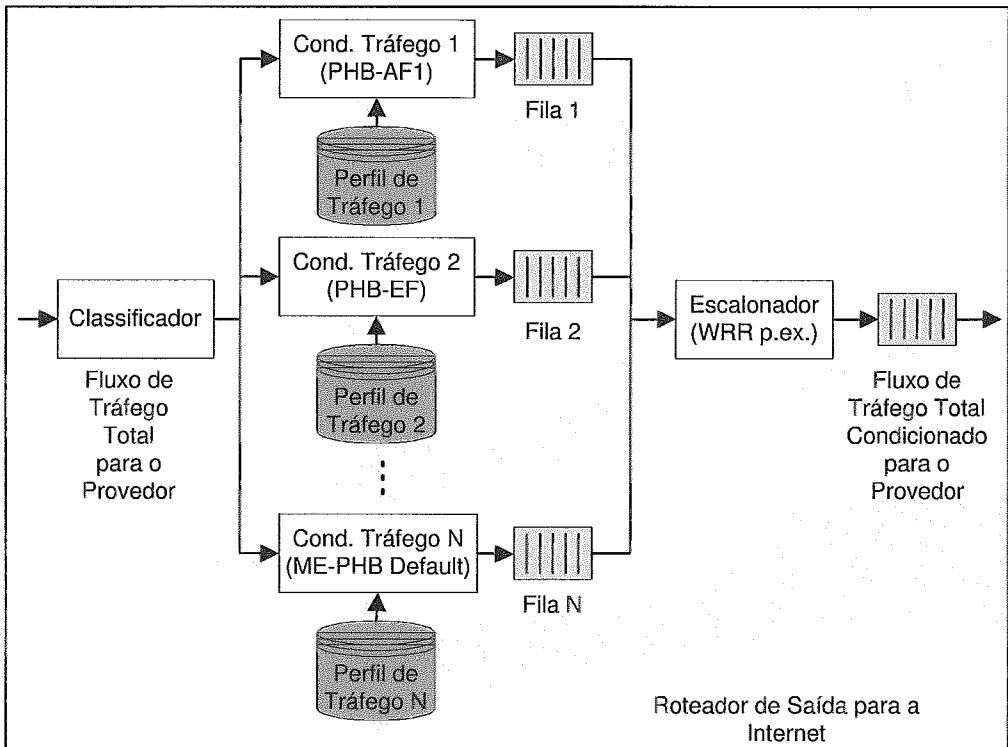 Cond. Tráfego 1
(PHB-AF1)
Fila 1
Perfil de
Tráfego 1
Cond. Tráfego 2
(PHB-EF)
Fila 2
Perfil de
Tráfego 2
Classificador
Fluxo de
Tráfego
Total
para o
Provedor
Escalonador
(WRR p.ex.)
Fluxo de
Tráfego Total
Condicionado
para o
Provedor
Cond. Tráfego N
(ME-PHB Default)
Fila N
Perfil de
Tráfego N
Roteador de Saída para a
Internet